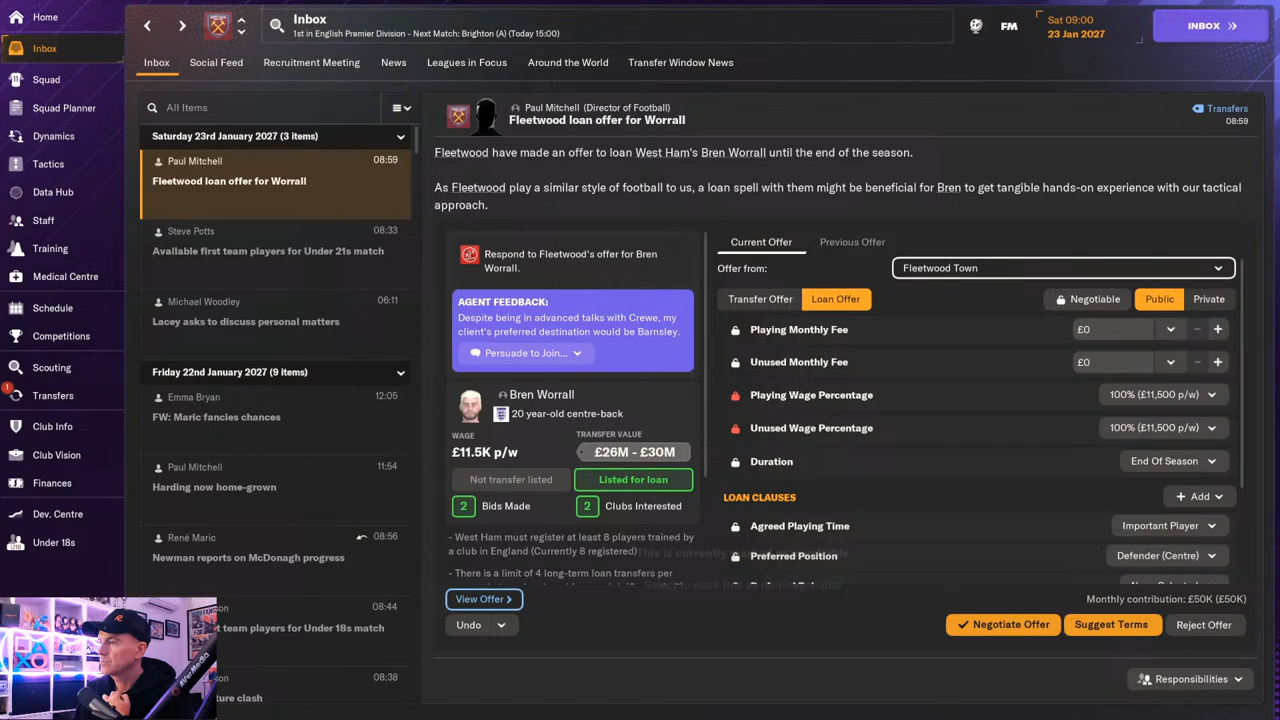 Home
Inbox
Squad
Squad Planner
Dynamics
Tactics
Data Hub
Staff
Training
Medical Centre
Schedule
Competitions
Scouting
1
Transfers
Club Info
Club Vision
Finances
Dev. Centre
Under 18s
Inbox
1st in English Premier Division - Next Match: Brighton (A) (Today 15:00)
FM
Sat 09:00
23 Jan 2027
INBOX
Inbox
Social Feed
Recruitment Meeting
News
Leagues in Focus
Around the World
Transfer Window News
All Items
Saturday 23rd January 2027 (3 items)
Paul Mitchell 08:59
Fleetwood loan offer for Worrall
Steve Potts 08:33
Available first team players for Under 21s match
Michael Woodley 06:11
Lacey asks to discuss personal matters
Friday 22nd January 2027 (9 items)
Emma Bryan 12:05
FW: Maric fancies chances
Paul Mitchell 11:54
Harding now home-grown
René Maric 08:56
Newman reports on McDonagh progress
08:44
t team players for Under 18s match
08:38
ture clash
Paul Mitchell (Director of Football)
Fleetwood loan offer for Worrall
Transfers
08:59
Fleetwood have made an offer to loan West Ham's Bren Worrall until the end of the season.
As Fleetwood play a similar style of football to us, a loan spell with them might be beneficial for Bren to get tangible hands-on experience with our tactical
approach.
Respond to Fleetwood's offer for Bren
Worrall.
AGENT FEEDBACK:
Despite being in advanced talks with Crewe, my
client's preferred destination would be Barnsley.
Persuade to Join...
Bren Worrall
20 year-old centre-back
WAGE
£11.5K p/w
TRANSFER VALUE
£26M - £30M
Not transfer listed
Listed for loan
2 Bids Made
2 Clubs Interested
- West Ham must register at least 8 players trained by
a club in England (Currently 8 registered)
- There is a limit of 4 long-term loan transfers per
View Offer
Undo
Current Offer
Previous Offer
Offer from:
Fleetwood Town
Transfer Offer
Loan Offer
Negotiable
Public
Private
Playing Monthly Fee £0
Unused Monthly Fee £0
Playing Wage Percentage 100% (£11,500 p/w)
Unused Wage Percentage 100% (£11,500 p/w)
Duration End Of Season
LOAN CLAUSES
Add
Agreed Playing Time Important Player
Preferred Position Defender (Centre)
Monthly contribution: £50K (£50K)
Negotiate Offer
Suggest Terms
Reject Offer
Responsibilities
AVerMedia